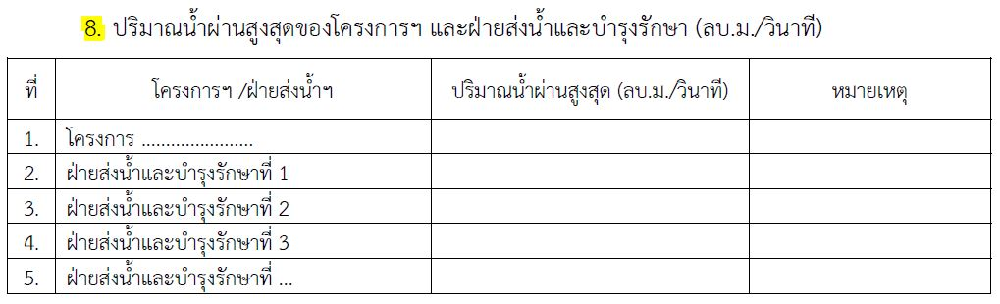 8. ปริมาณน้ำผ่านสูงสุดของโครงการฯ และฝ่ายส่งน้ำและบำรุงรักษา (ลบ.ม./วินาที)
ที่ โครงการฯ /ฝ่ายส่งน้ำฯ ปริมาณน้ำผ่านสูงสุด (ลบ.ม./วินาที) หมายเหตุ
1. โครงการ .......................
2. ฝ่ายส่งน้ำและบำรุงรักษาที่ 1
3. ฝ่ายส่งน้ำและบำรุงรักษาที่ 2
4. ฝ่ายส่งน้ำและบำรุงรักษาที่ 3
5. ฝ่ายส่งน้ำและบำรุงรักษาที่ ...